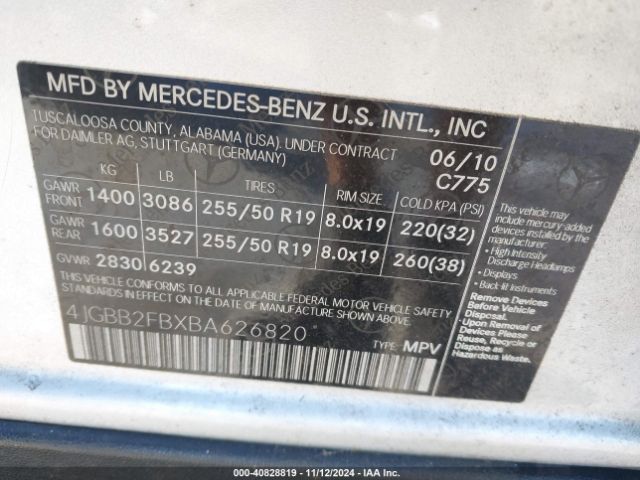 MFD BY MERCEDES-BENZ U.S. INTL., INC
TUSCALOOSA COUNTY, ALABAMA (USA). UNDER CONTRACT
FOR DAIMLER AG, STUTTGART (GERMANY)
06/10
C775
KG LB TIRES RIM SIZE COLD KPA (PSI)
GAWR FRONT 1400 3086 255/50 R19 8.0x19 220(32)
GAWR REAR 1600 3527 255/50 R19 8.0x19 260(38)
GVWR 2830 6239
THIS VEHICLE CONFORMS TO ALL APPLICABLE FEDERAL MOTOR VEHICLE SAFETY
STANDARDS IN EFFECT ON THE DATE OF MANUFACTURE SHOWN ABOVE.
4JGBB2FBXBA626820
TYPE: MPV
This vehicle may
include mercury-added
devices installed by the
manufacturer:
• High Intensity
Discharge Headlamps
• Displays
• Back fit Instruments
Remove Devices
Before Vehicle
Disposal.
Upon Removal of
Devices Please
Reuse, Recycle or
Dispose as
Hazardous Waste.
000-40828819 - 11/12/2024 - IAA Inc.